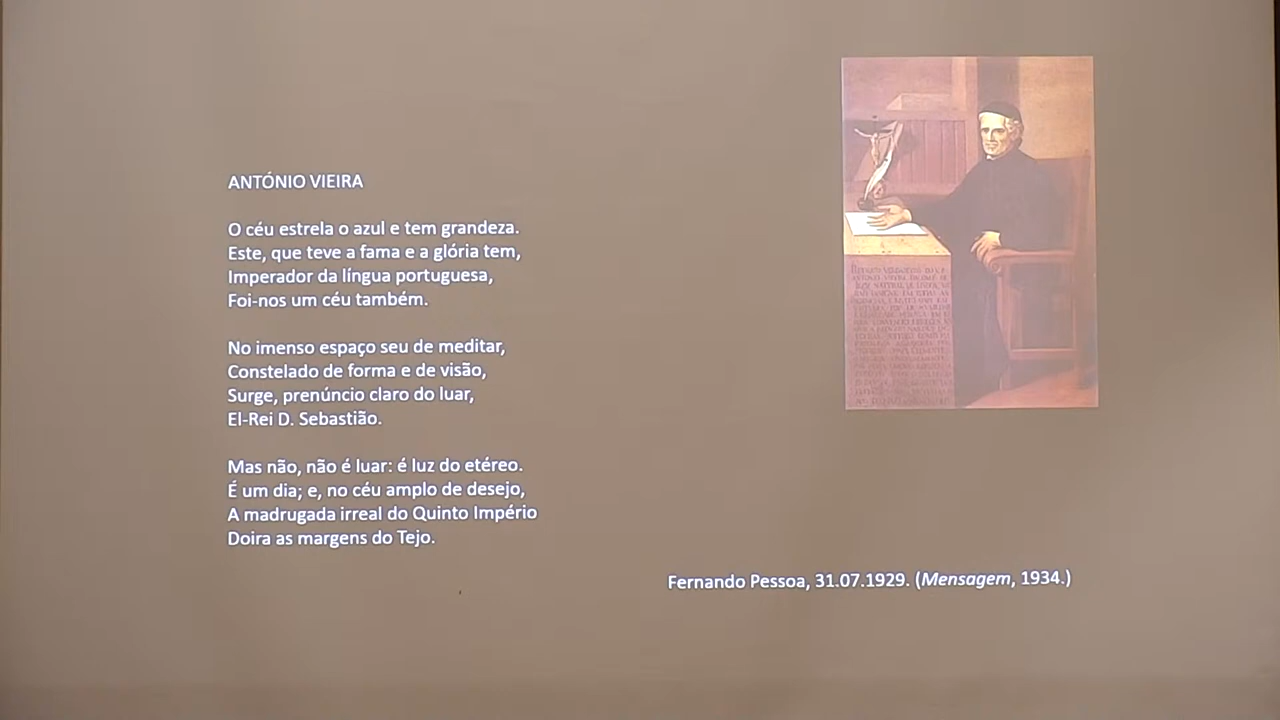 ANTÓNIO VIEIRA
O céu estrela o azul e tem grandeza.
Este, que teve a fama e a glória tem,
Imperador da língua portuguesa,
Foi-nos um céu também.
No imenso espaço seu de meditar,
Constelado de forma e de visão,
Surge, prenúncio claro do luar,
El-Rei D. Sebastião.
Mas não, não é luar: é luz do etéreo.
É um dia; e, no céu amplo de desejo,
A madrugada irreal do Quinto Império
Doira as margens do Tejo.
Fernando Pessoa, 31.07.1929. (Mensagem, 1934.)